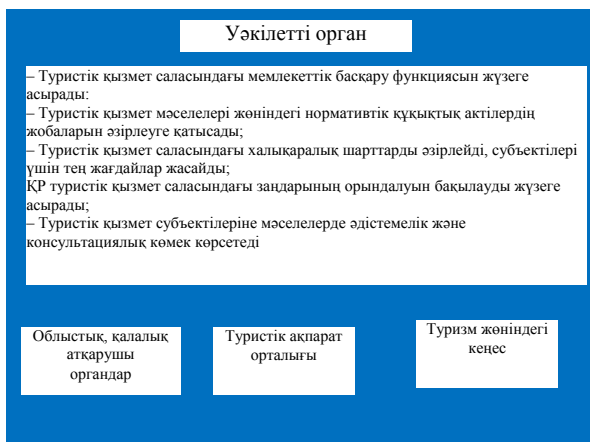 Уәкілетті орган
– Туристік қызмет саласындағы мемлекеттік басқару функциясын жүзеге
асырады:
– Туристік қызмет мәселелері жөніндегі нормативтік құқықтық актілердің
жобаларын әзірлеуге қатысады;
– Туристік қызмет саласындағы халықаралық шарттарды әзірлейді, субъектілері
үшін тең жағдайлар жасайды;
ҚР туристік қызмет саласындағы заңдарының орындалуын бақылауды жүзеге
асырады;
– Туристік қызмет субъектілеріне мәселелерде әдістемелік және
консультациялық көмек көрсетеді
Облыстық, қалалық
атқарушы
органдар
Туристік ақпарат
орталығы
Туризм жөніндегі
кеңес